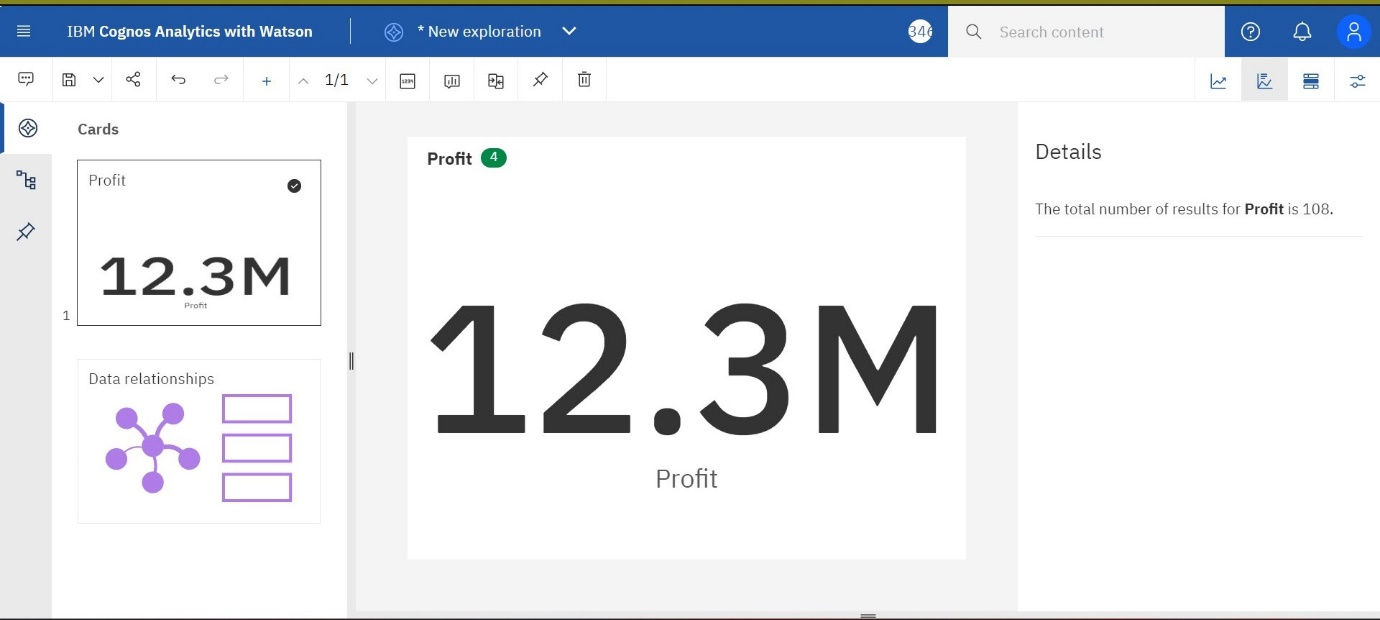 IBM Cognos Analytics with Watson
* New exploration
346
Search content
1/1
Cards
Profit
12.3M
Profit
1
Data relationships
Profit 4
12.3M
Profit
Details
The total number of results for Profit is 108.